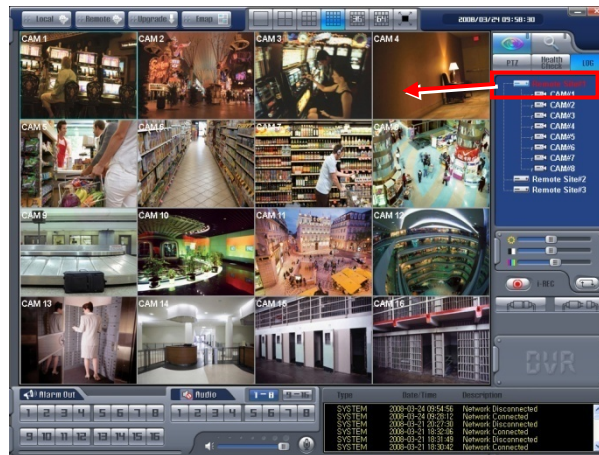 Local Remote Upgrade Emap 36 64 2008/03/24 09:58:30
CAM 1 CAM 2 CAM 3 CAM 4
PTZ Health Check LOG
CAM#1
CAM#2
CAM#3
CAM#4
CAM#5
CAM#6
CAM#7
CAM#8
Remote Site#2
Remote Site#3
CAM 5 CAM 6
CAM 9 CAM 10 CAM 11 CAM 12
I-REC
CAM 13 CAM 14 CAM 15 CAM 16
DVR
Alarm Out Audio 1-8 9-16
1 2 3 4 5 6 7 8 1 2 3 4 5 6 7 8
9 10 11 12 13 14 15 16
Type Date/Time Description
SYSTEM 2008-03-24 09:54:56 Network Disconnected
SYSTEM 2008-03-24 09:28:12 Network Connected
SYSTEM 2008-03-21 20:27:30 Network Disconnected
SYSTEM 2008-03-21 18:32:06 Network Connected
SYSTEM 2008-03-21 18:31:49 Network Disconnected
SYSTEM 2008-03-21 18:30:42 Network Connected